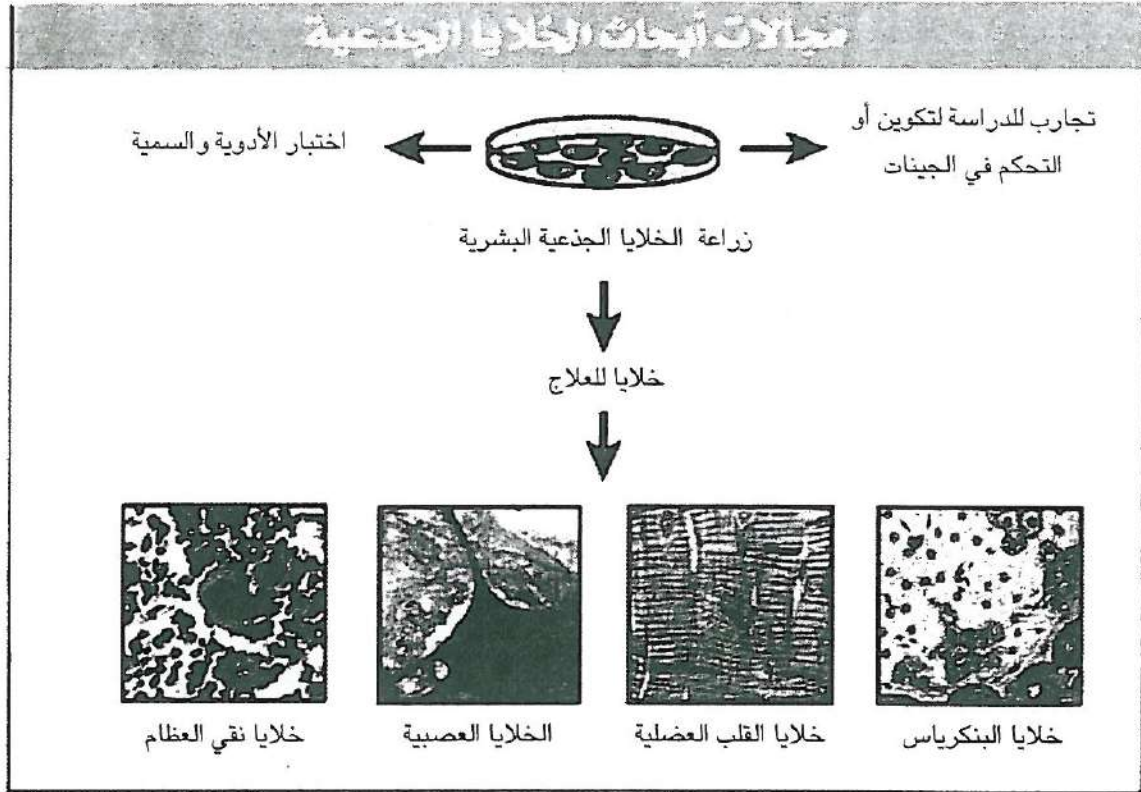 مجالات أبحاث الخلايا الجذعية
تجارب للدراسة لتكوين أو
التحكم في الجينات
اختبار الأدوية والسمية
زراعة الخلايا الجذعية البشرية
خلايا للعلاج
خلايا البنكرياس
خلايا القلب العضلية
الخلايا العصبية
خلايا نقي العظام